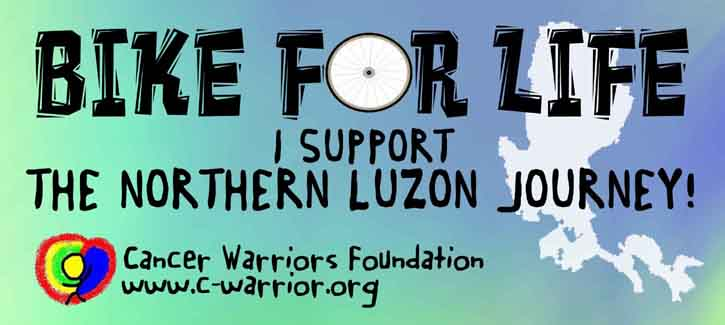 BIKE FOR LIFE
I SUPPORT
THE NORTHERN LUZON JOURNEY!
Cancer Warriors Foundation
www.c-warrior.org